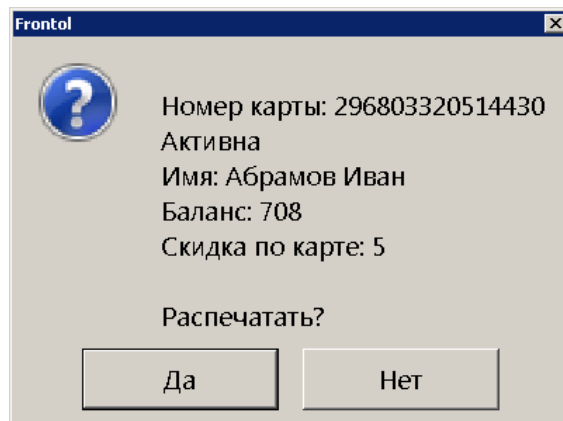 Frontol
Номер карты: 296803320514430
Активна
Имя: Абрамов Иван
Баланс: 708
Скидка по карте: 5
Распечатать?
Да
Нет